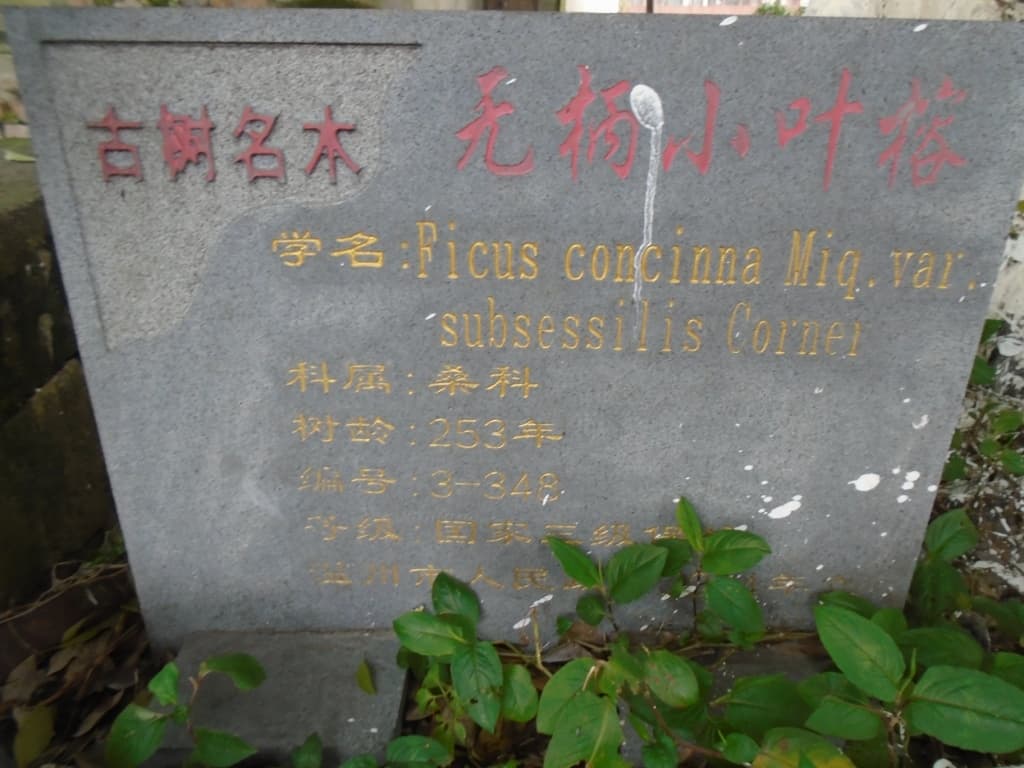 古树名木
无柄小叶榕
学名:Ficus concinna Miq.var.
subsessilis Corner
科属:桑科
树龄:253年
编号:3-348
等级:国家三级保护
温州市人民